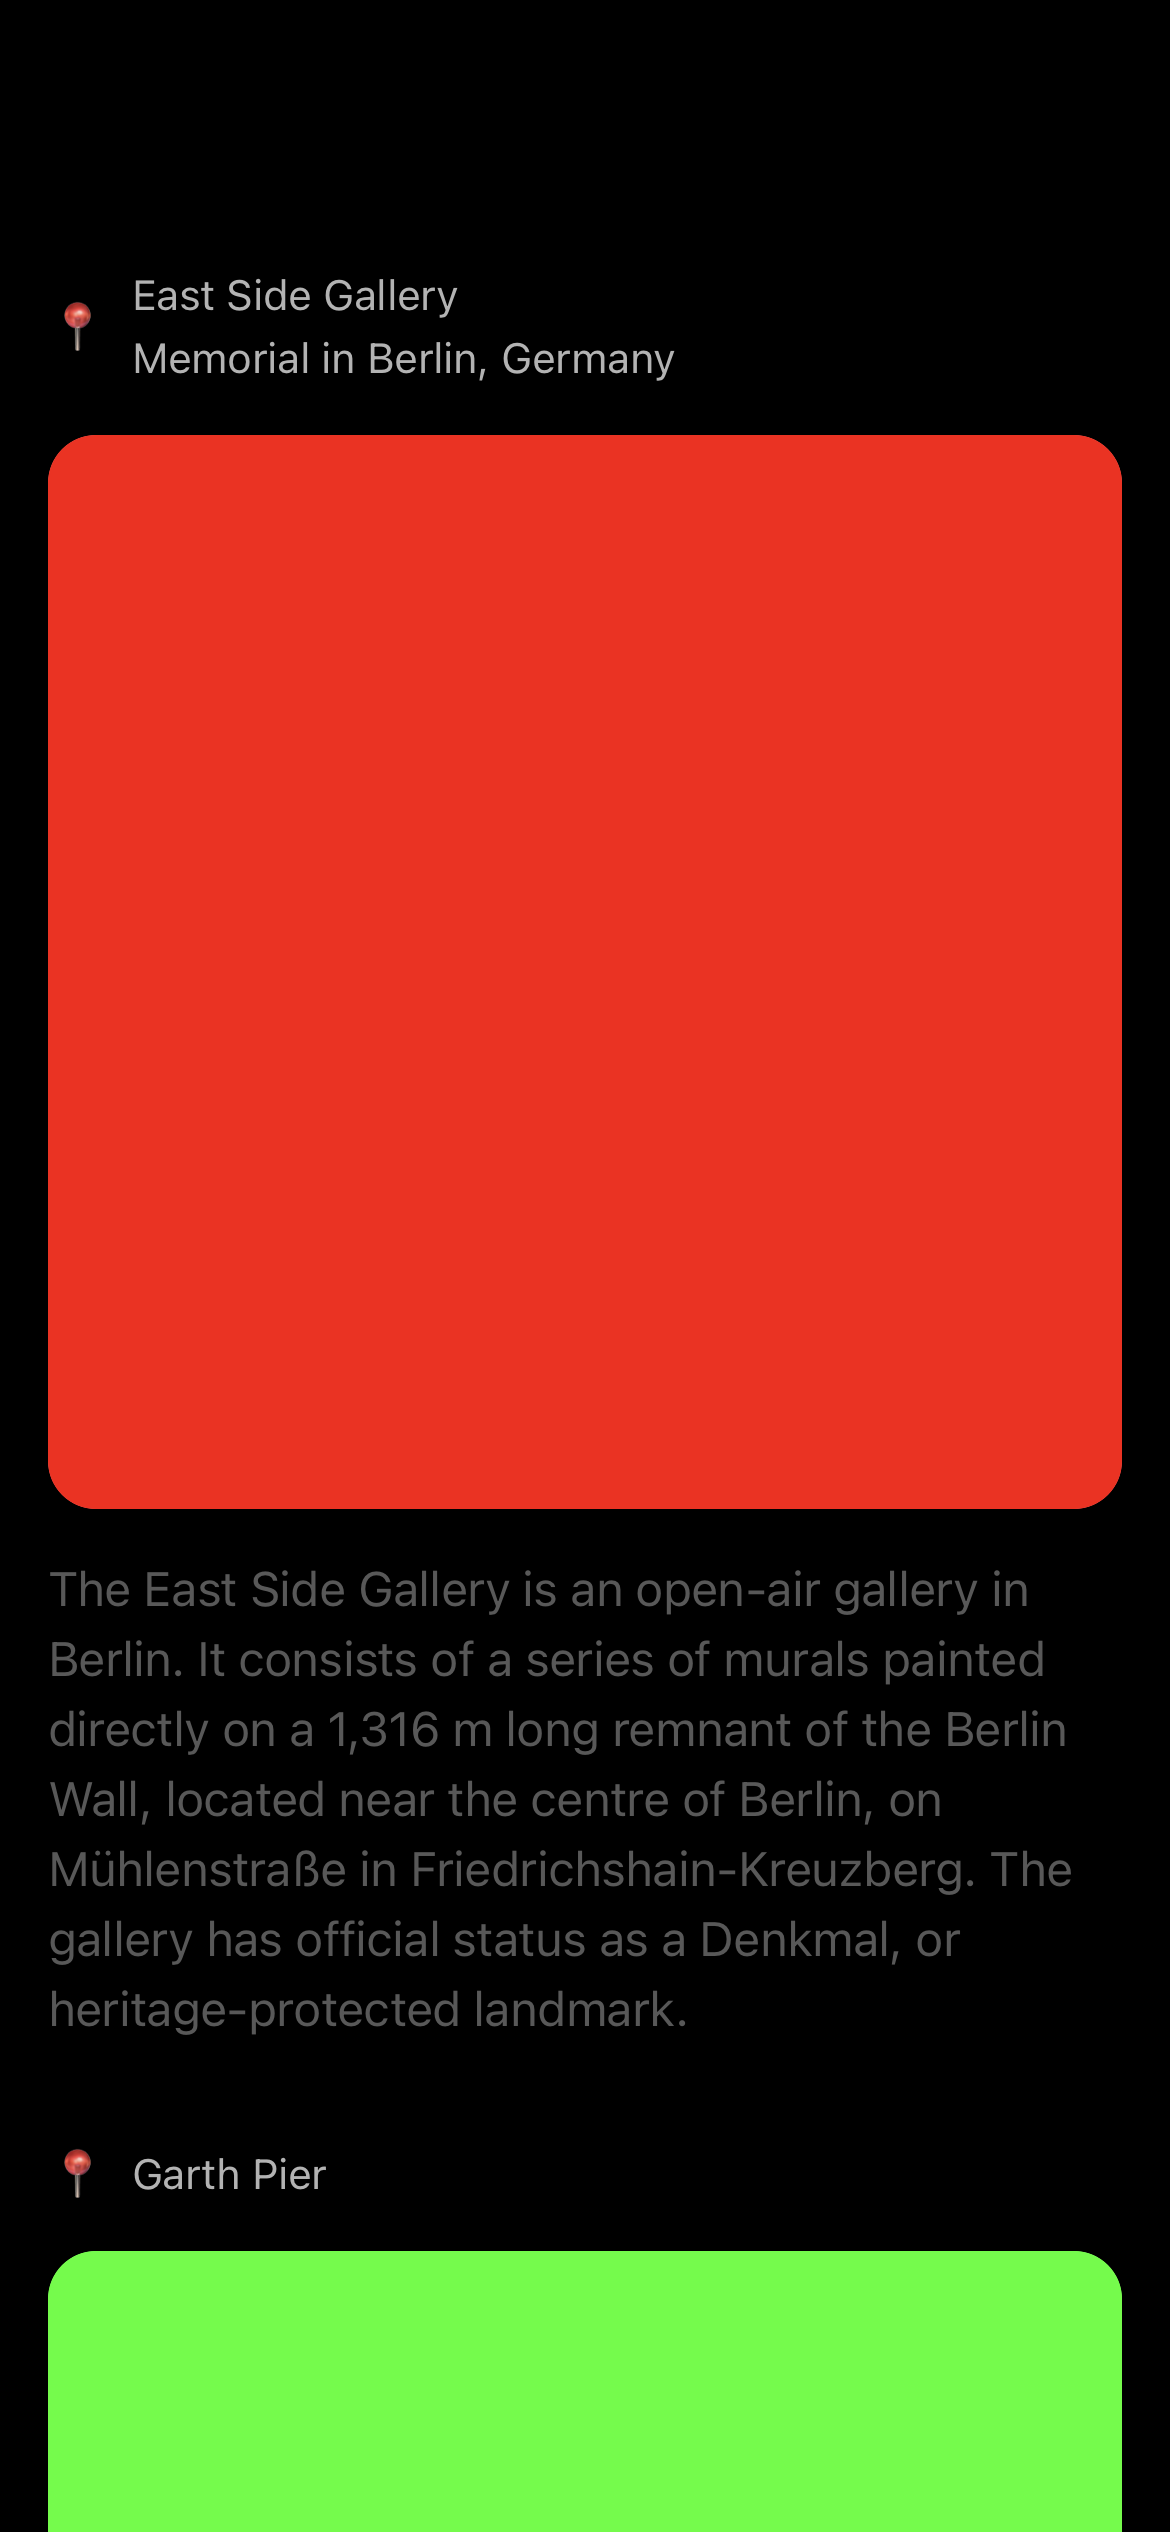 East Side Gallery
Memorial in Berlin, Germany
The East Side Gallery is an open-air gallery in
Berlin. It consists of a series of murals painted
directly on a 1,316 m long remnant of the Berlin
Wall, located near the centre of Berlin, on
Mühlenstraße in Friedrichshain-Kreuzberg. The
gallery has official status as a Denkmal, or
heritage-protected landmark.
Garth Pier